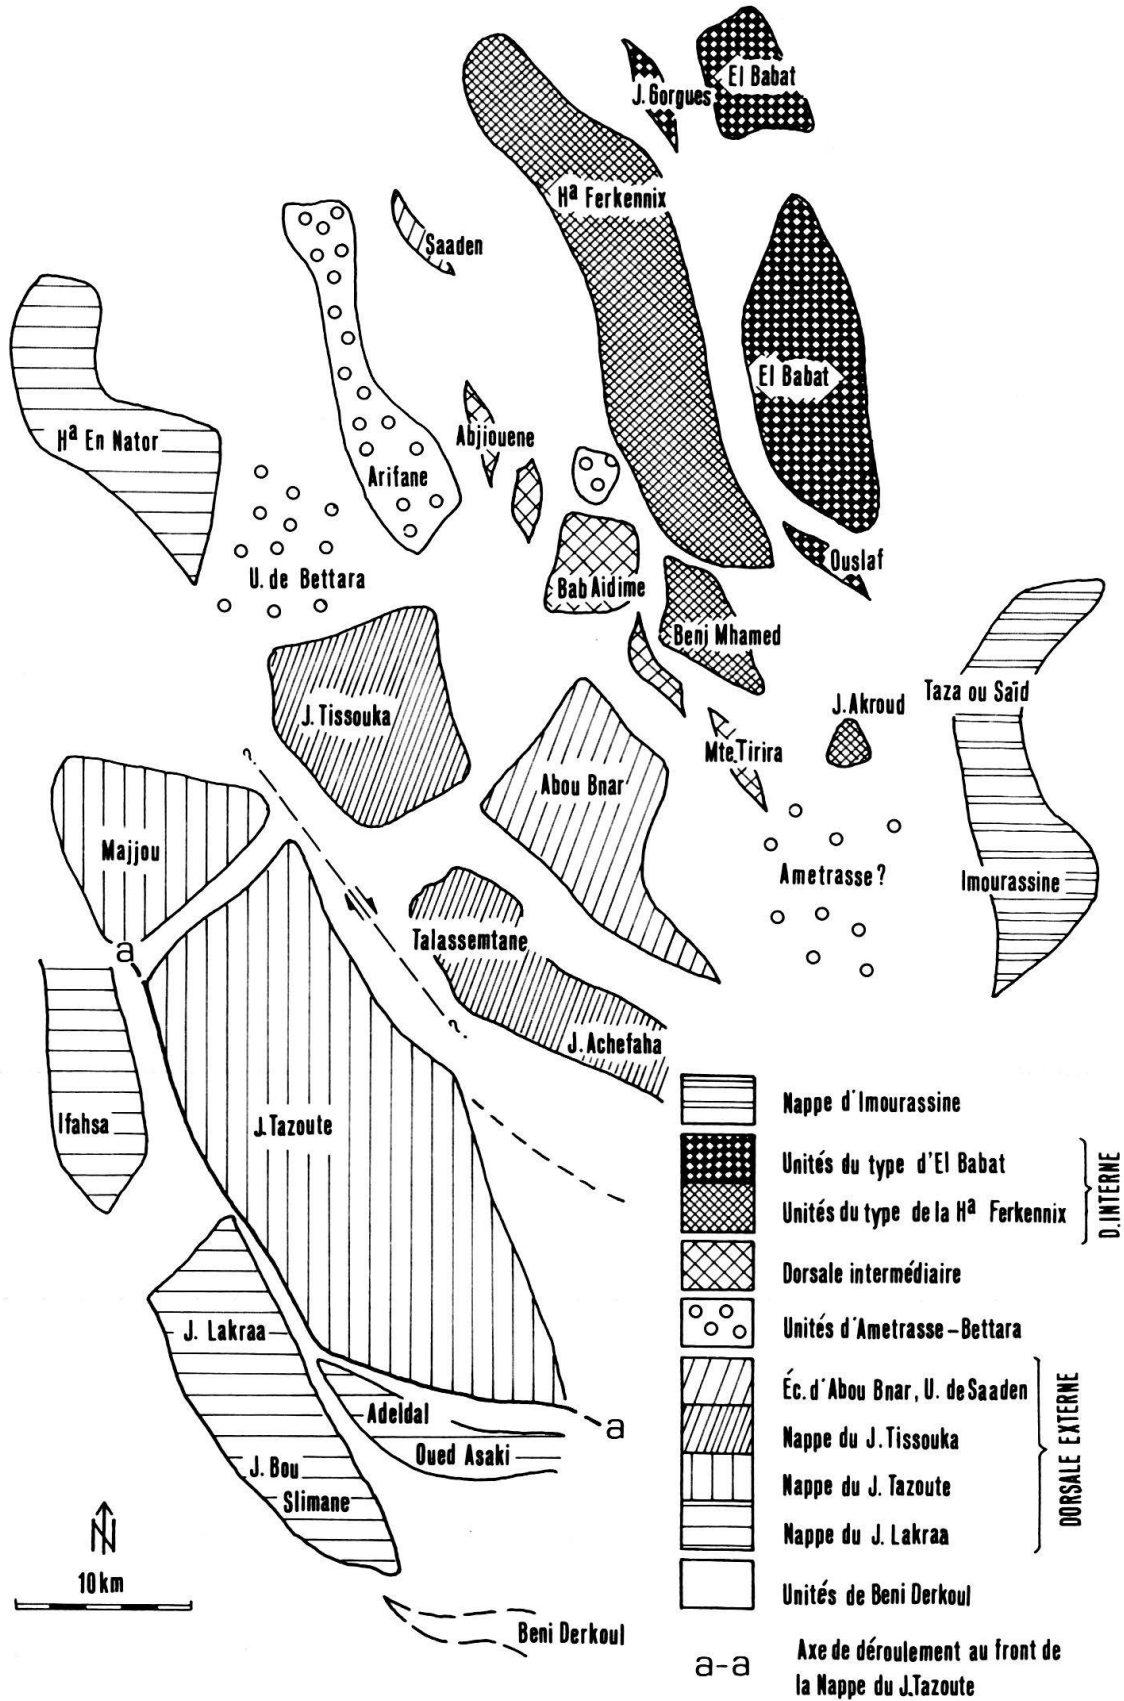 El Babat
J. Gorgues
Hª Ferkennix
Saaden
El Babat
Hª En Nator
Abjiouene
Arifane
Ouslaf
U. de Bettara
Bab Aidime
Beni Mhamed
Taza ou Saïd
J. Akroud
J. Tissouka
?
Mte. Tirira
Abou Bnar
Majjou
Ametrasse ?
Imourassine
Talassemtane
a
?
J. Achefaha
Ifahsa
J. Tazoute
J. Lakraa
Adeldal
a
Oued Asaki
J. Bou
Slimane
N
10 km
Beni Derkoul
Nappe d'Imourassine
Unités du type d'El Babat
Unités du type de la Hª Ferkennix
D. INTERNE
Dorsale intermédiaire
Unités d'Ametrasse – Bettara
Éc. d'Abou Bnar, U. de Saaden
Nappe du J. Tissouka
Nappe du J. Tazoute
Nappe du J. Lakraa
DORSALE EXTERNE
Unités de Beni Derkoul
a-a
Axe de déroulement au front de
la Nappe du J. Tazoute